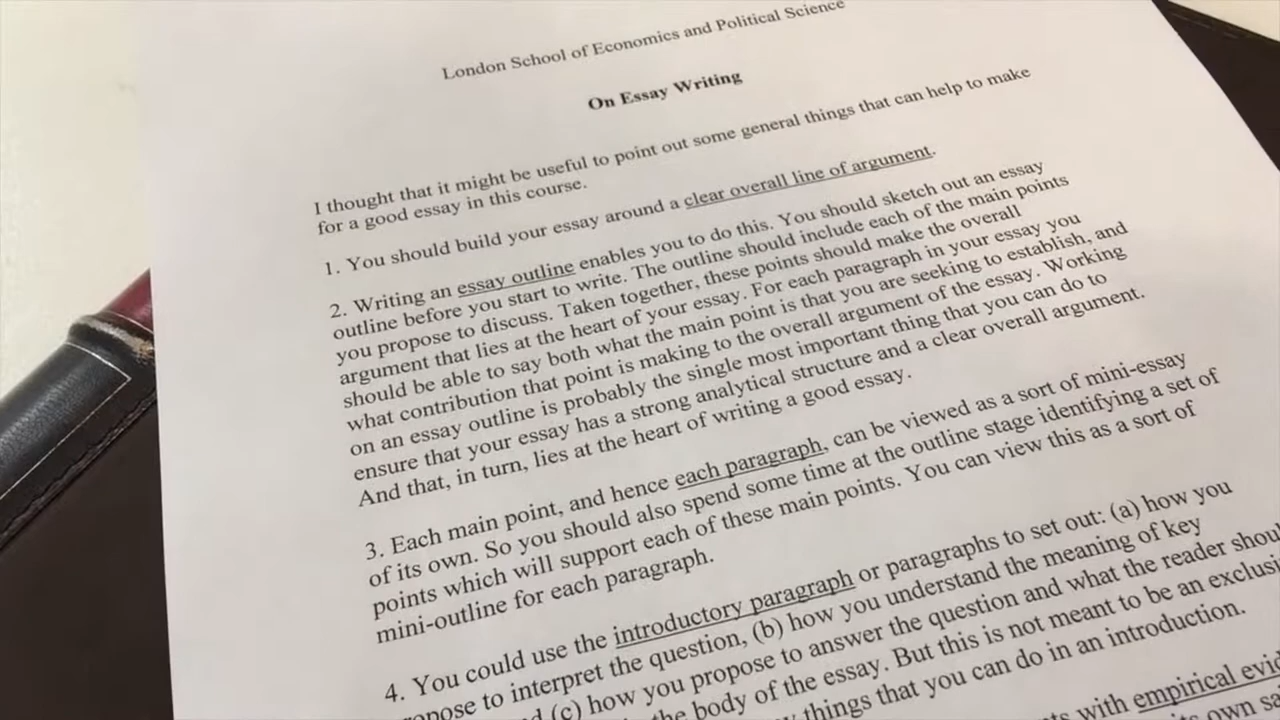 London School of Economics and Political Science
On Essay Writing
I thought that it might be useful to point out some general things that can help to make
for a good essay in this course.
1. You should build your essay around a clear overall line of argument.
2. Writing an essay outline enables you to do this. You should sketch out an essay
outline before you start to write. The outline should include each of the main points
you propose to discuss. Taken together, these points should make the overall
argument that lies at the heart of your essay. For each paragraph in your essay you
should be able to say both what the main point is that you are seeking to establish, and
what contribution that point is making to the overall argument of the essay. Working
on an essay outline is probably the single most important thing that you can do to
ensure that your essay has a strong analytical structure and a clear overall argument.
And that, in turn, lies at the heart of writing a good essay.
3. Each main point, and hence each paragraph, can be viewed as a sort of mini-essay
of its own. So you should also spend some time at the outline stage identifying a set of
points which will support each of these main points. You can view this as a sort of
mini-outline for each paragraph.
4. You could use the introductory paragraph or paragraphs to set out: (a) how you
to interpret the question, (b) how you understand the meaning of key
(c) how you propose to answer the question and what the reader
the body of the essay. But this is not meant to be an
things that you can do in an introduction.
with empirical
own